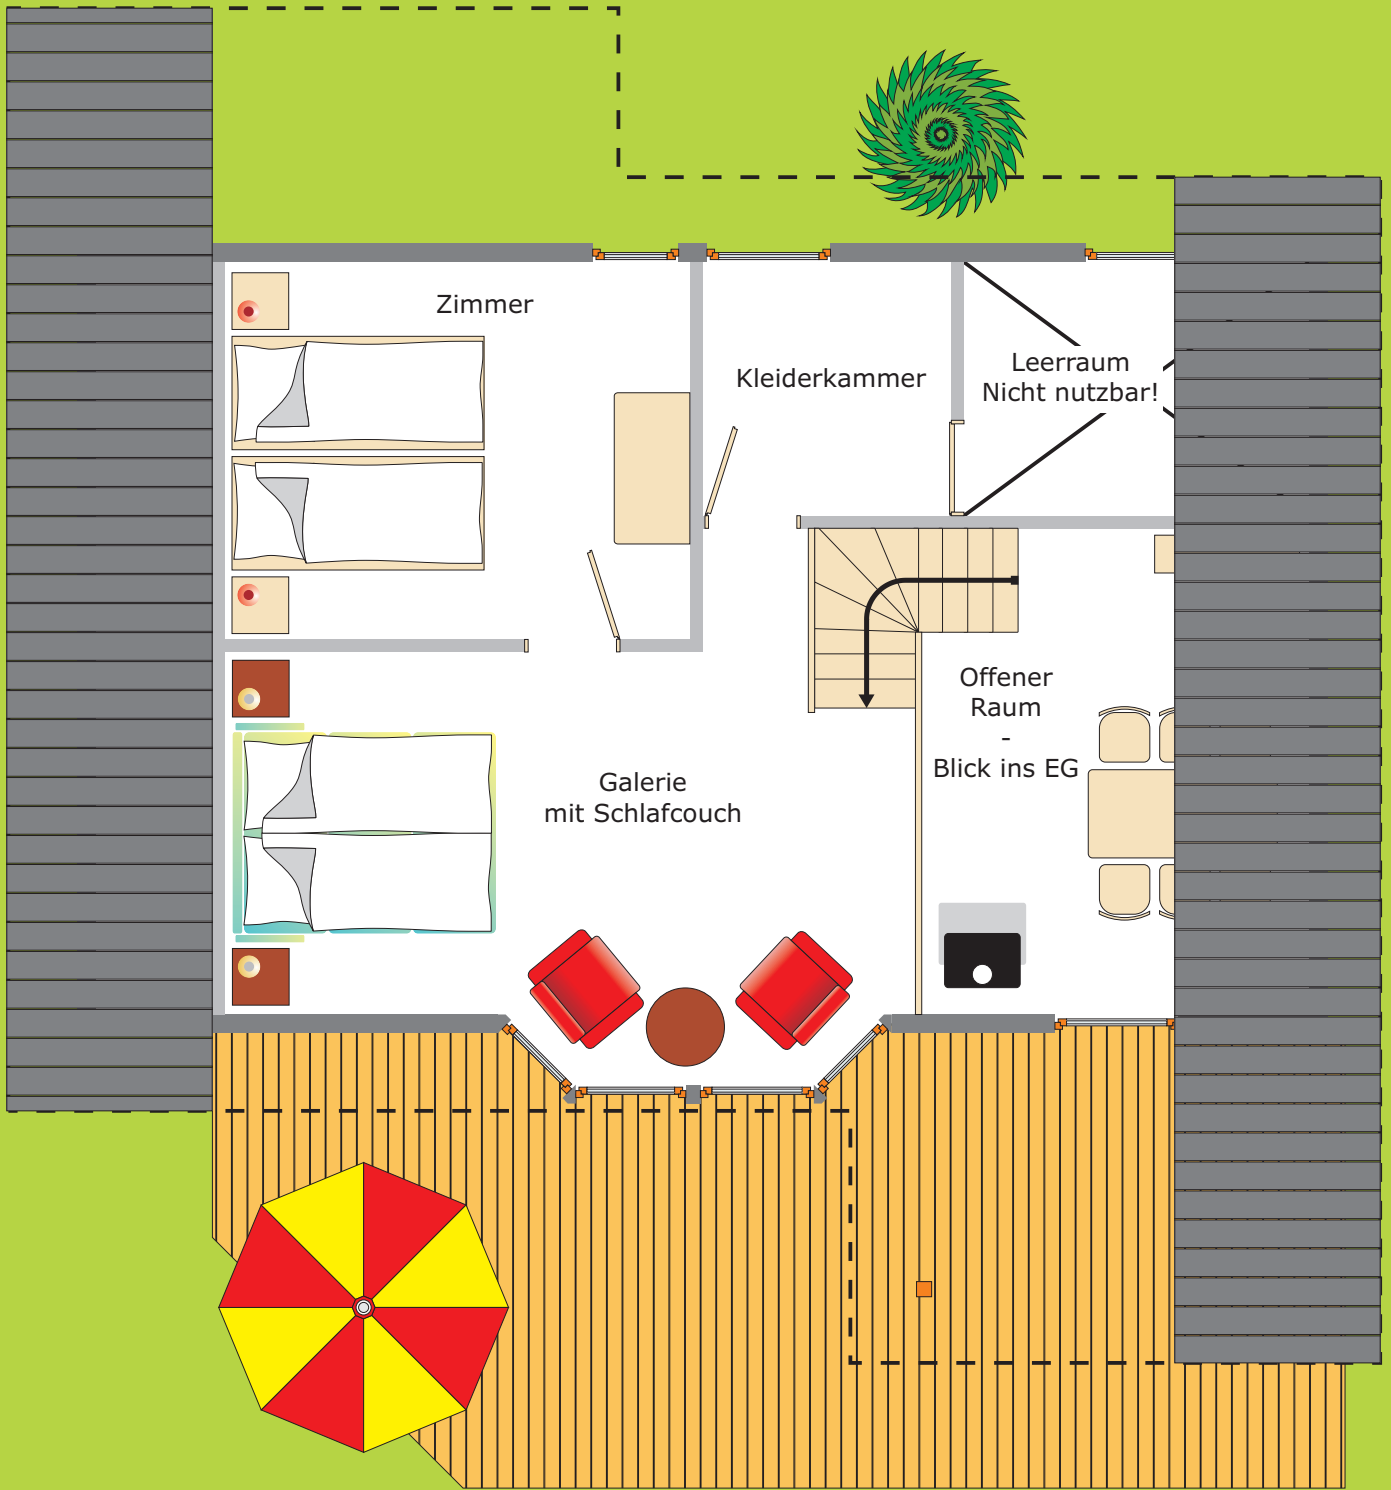 Zimmer
Kleiderkammer
Leerraum
Nicht nutzbar!
Offener
Raum
-
Blick ins EG
Galerie
mit Schlafcouch